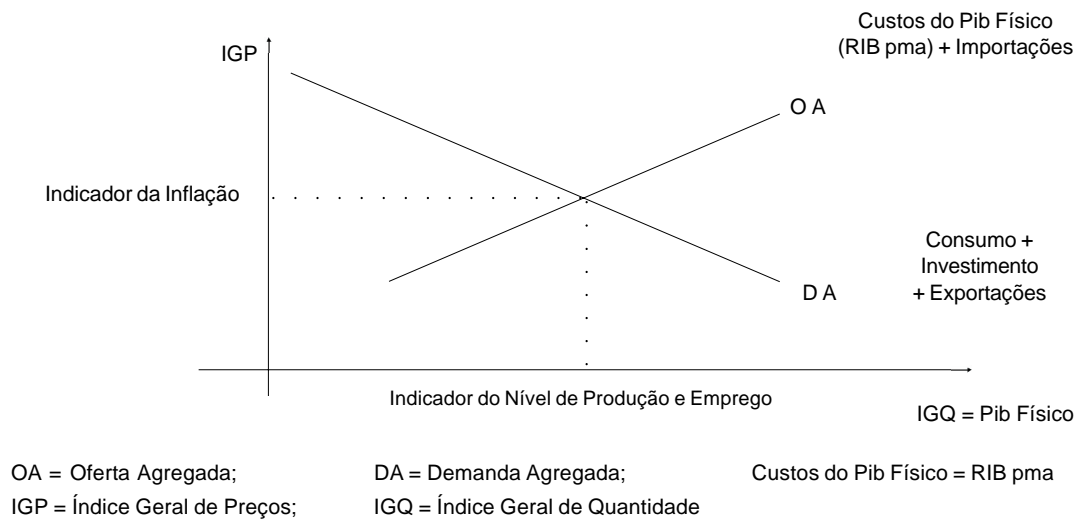 Custos do Pib Físico
(RIB pma) + Importações
IGP
O A
Indicador da Inflação
Consumo +
Investimento
+ Exportações
D A
Indicador do Nível de Produção e Emprego
IGQ = Pib Físico
OA = Oferta Agregada; DA = Demanda Agregada; Custos do Pib Físico = RIB pma
IGP = Índice Geral de Preços; IGQ = Índice Geral de Quantidade